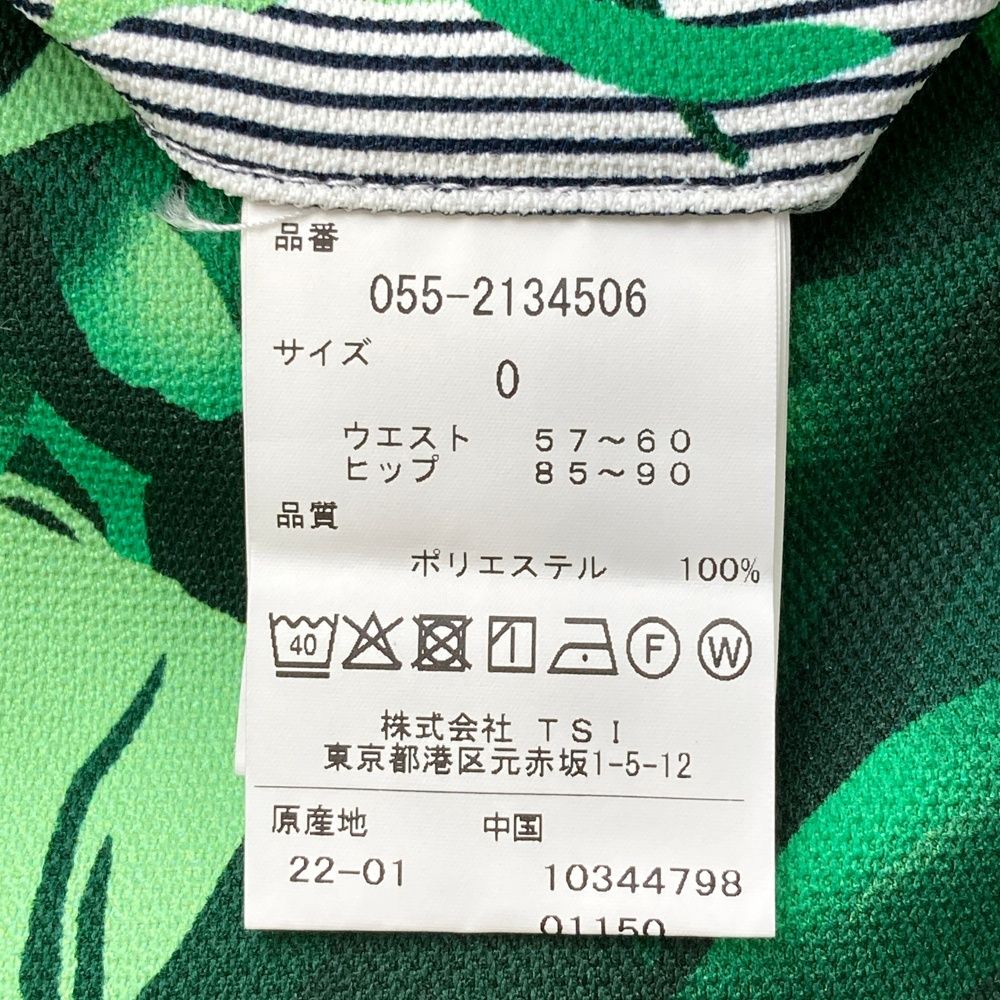 品番
055-2134506
サイズ
0
ウエスト 57～60
ヒップ 85～90
品質
ポリエステル 100%
40 F W
株式会社 TSI
東京都港区元赤坂1-5-12
原産地 中国
22-01 10344798
01150